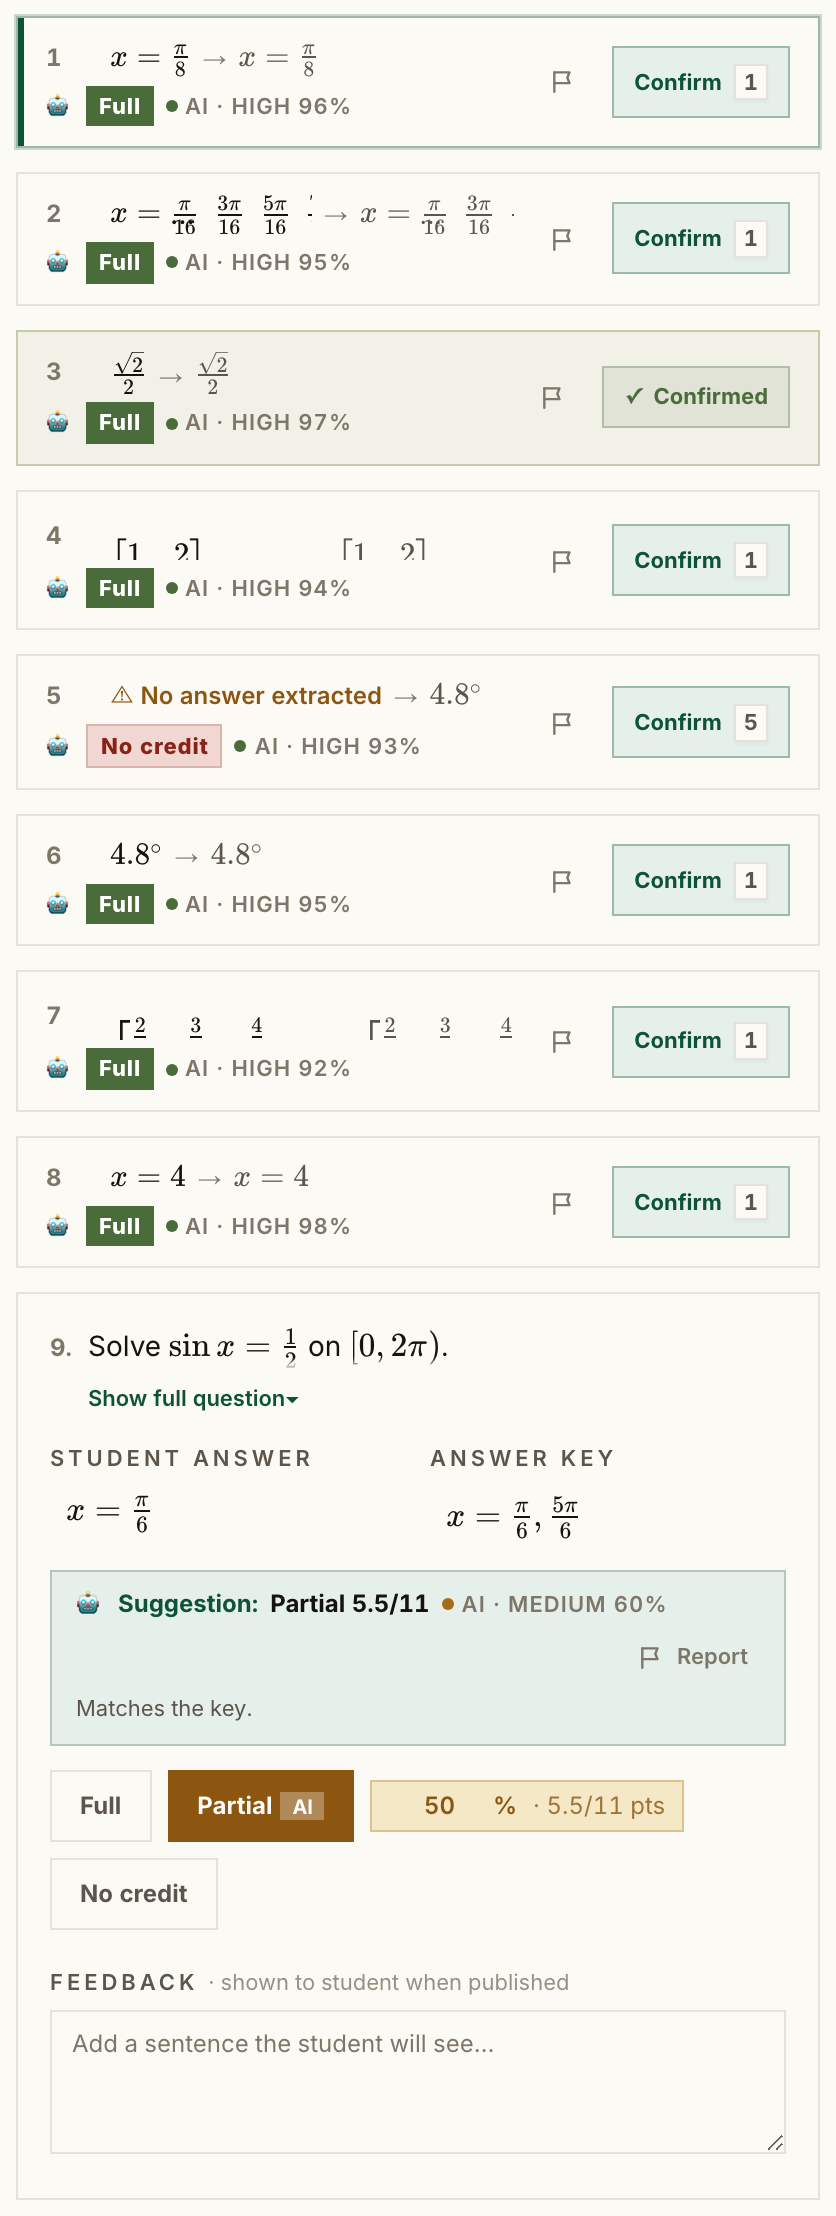 1 x = π/8 → x = π/8
Full AI · HIGH 96%
Confirm 1
2 x = π/16 3π/16 5π/16 → x = π/16 3π/16
Full AI · HIGH 95%
Confirm 1
3 √2/2 → √2/2
Full AI · HIGH 97%
✓ Confirmed
4 [1 2] [1 2]
Full AI · HIGH 94%
Confirm 1
5 ⚠ No answer extracted → 4.8°
No credit AI · HIGH 93%
Confirm 5
6 4.8° → 4.8°
Full AI · HIGH 95%
Confirm 1
7 [2 3 4 [2 3 4
Full AI · HIGH 92%
Confirm 1
8 x = 4 → x = 4
Full AI · HIGH 98%
Confirm 1
9. Solve sin x = 1/2 on [0, 2π).
Show full question
STUDENT ANSWER ANSWER KEY
x = π/6 x = π/6, 5π/6
Suggestion: Partial 5.5/11 AI · MEDIUM 60%
Report
Matches the key.
Full Partial AI 50 % · 5.5/11 pts
No credit
FEEDBACK · shown to student when published
Add a sentence the student will see...